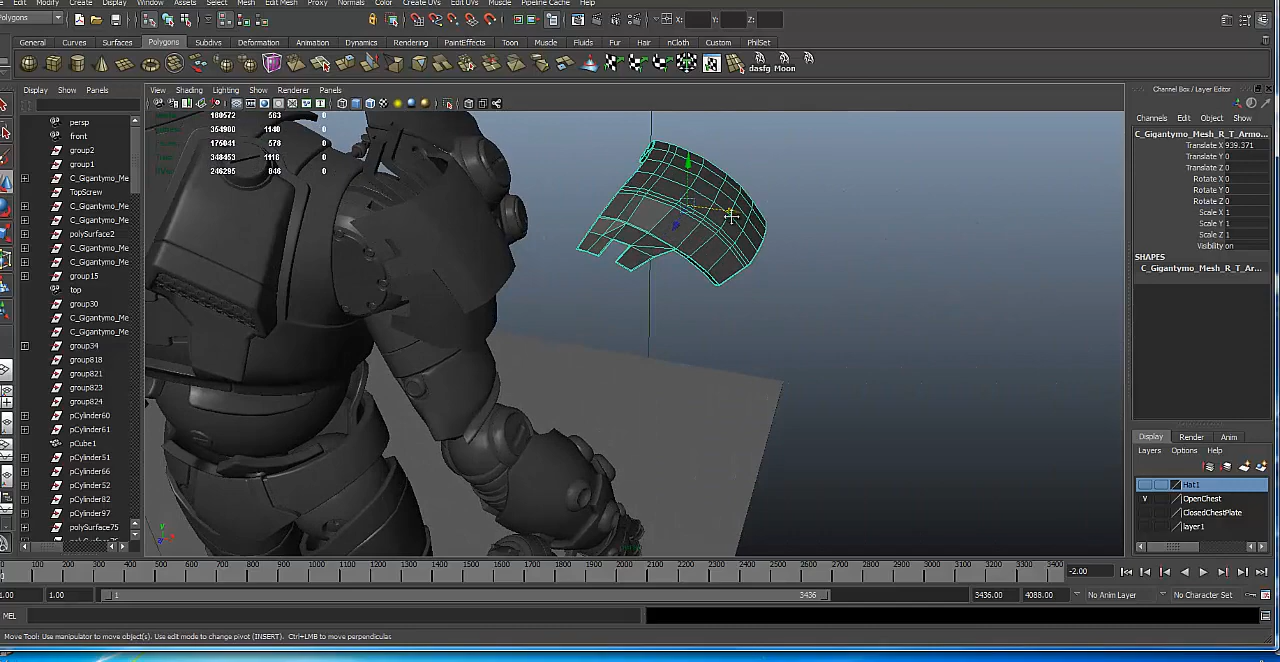 Polygons
Create Display Window Assets Select Mesh Edit Mesh Proxy Normals Color Create UVs Edit UVs Muscle Pipeline Cache Help
X: Y: Z:
General Curves Surfaces Polygons Subdivs Deformation Animation Dynamics Rendering PaintEffects Toon Muscle Fluids Fur Hair nCloth Custom PhilSet
dasfg Moon
Display Show Panels
View Shading Lighting Show Renderer Panels
Channel Box / Layer Editor
Channels Edit Object Show
persp
front
group2
group1
C_Gigantymo_Me
TopScrew
C_Gigantymo_Me
polySurface2
C_Gigantymo_Me
C_Gigantymo_Me
C_Gigantymo_Me
group15
top
group30
C_Gigantymo_Me
C_Gigantymo_Me
group34
group818
group821
group823
group824
pCylinder60
pCylinder61
pCube1
pCylinder51
pCylinder66
pCylinder52
pCylinder82
pCylinder97
polySurface75
180572 563 0
354900 1140 0
175041 576 0
348453 1116 0
246295 846 0
C_Gigantymo_Mesh_R_T_Armo...
Translate X 939.371
Translate Y 0
Translate Z 0
Rotate X 0
Rotate Y 0
Rotate Z 0
Scale X 1
Scale Y 1
Scale Z 1
Visibility on
SHAPES
C_Gigantymo_Mesh_R_T_Ar...
Display Render Anim
Layers Options Help
Hat1
V OpenChest
ClosedChestPlate
layer1
100 200 300 400 500 600 700 800 900 1000 1100 1200 1300 1400 1500 1600 1700 1800 1900 2000 2100 2200 2300 2400 2500 2600 2700 2800 2900 3000 3100 3200 3300 3400
-2.00
1.00 1.00 1 3436 3436.00 4088.00 No Anim Layer No Character Set
MEL
Move Tool: Use manipulator to move object(s). Use edit mode to change pivot (INSERT). Ctrl+LMB to move perpendicular.